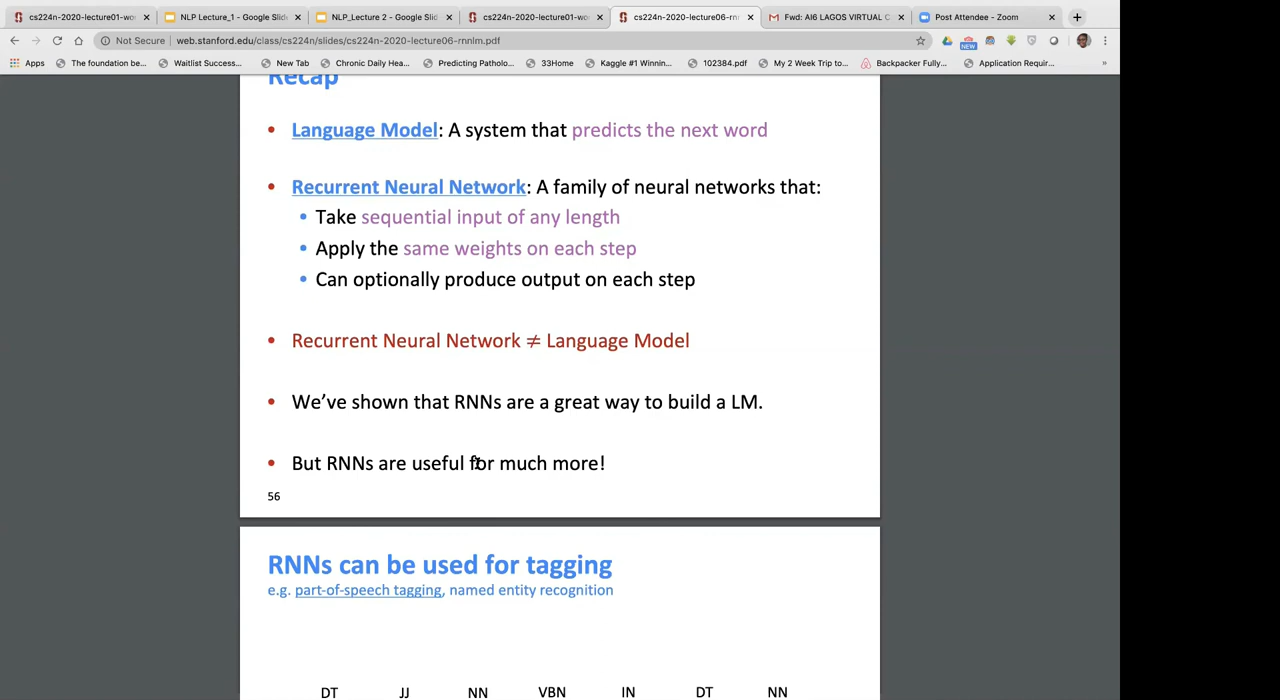 cs224n-2020-lecture01-wo
NLP Lecture_1 - Google Slid
NLP_Lecture 2 - Google Slid
cs224n-2020-lecture01-wo
cs224n-2020-lecture06-rn
Fwd: AI6 LAGOS VIRTUAL C
Post Attendee - Zoom
Not Secure | web.stanford.edu/class/cs224n/slides/cs224n-2020-lecture06-rnnlm.pdf
NEW
Apps
The foundation be...
Waitlist Success...
New Tab
Chronic Daily Hea...
Predicting Patholo...
33Home
Kaggle #1 Winnin...
102384.pdf
My 2 Week Trip to...
Backpacker Fully...
Application Requir...
»
Recap
• Language Model: A system that predicts the next word
• Recurrent Neural Network: A family of neural networks that:
• Take sequential input of any length
• Apply the same weights on each step
• Can optionally produce output on each step
• Recurrent Neural Network ≠ Language Model
• We’ve shown that RNNs are a great way to build a LM.
• But RNNs are useful for much more!
56
RNNs can be used for tagging
e.g. part-of-speech tagging, named entity recognition
DT JJ NN VBN IN DT NN